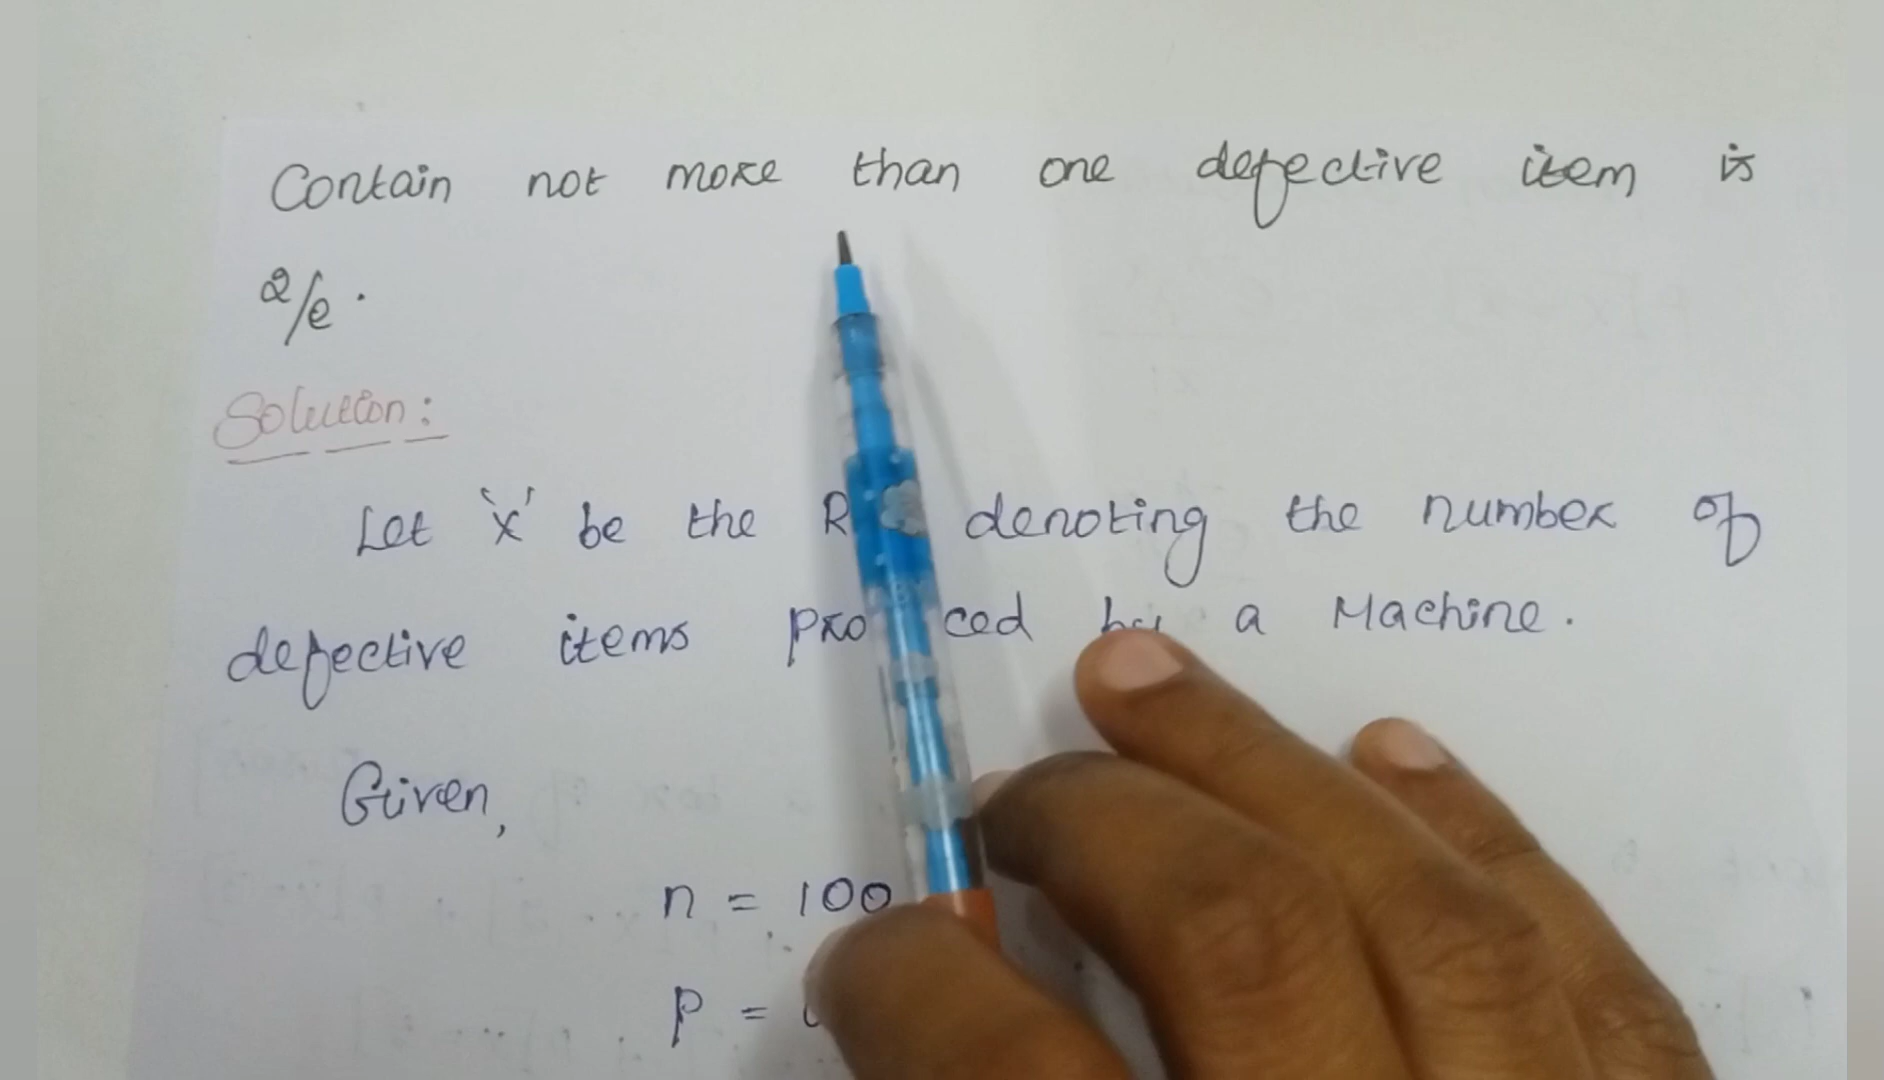 Contain not more than one defective item is
2/e.
Solution:
Let 'x' be the R denoting the number of
defective items a Machine.
Given,
n = 100
p =